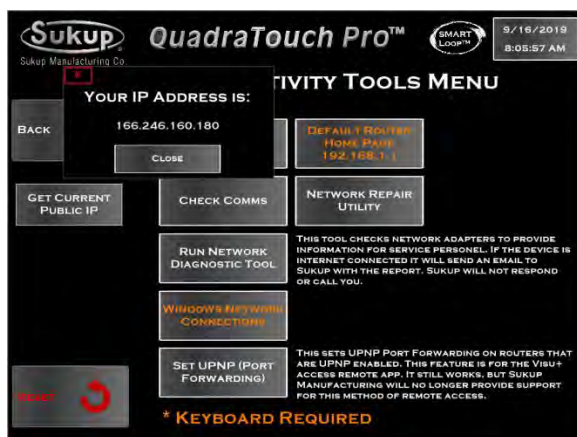 Sukup
Sukup Manufacturing Co
QuadraTouch Pro™
SMART
LOOP™
9/16/2019
8:05:57 AM
*
YOUR IP ADDRESS IS:
166.246.160.180
CLOSE
TIVITY TOOLS MENU
BACK
DEFAULT ROUTER
HOME PAGE
192.168.1.1
GET CURRENT
PUBLIC IP
CHECK COMMS
NETWORK REPAIR
UTILITY
RUN NETWORK
DIAGNOSTIC TOOL
THIS TOOL CHECKS NETWORK ADAPTERS TO PROVIDE
INFORMATION FOR SERVICE PERSONEL. IF THE DEVICE IS
INTERNET CONNECTED IT WILL SEND AN EMAIL TO
SUKUP WITH THE REPORT. SUKUP WILL NOT RESPOND
OR CALL YOU.
WINDOWS NETWORK
CONNECTIONS
SET UPNP (PORT
FORWARDING)
THIS SETS UPNP PORT FORWARDING ON ROUTERS THAT
ARE UPNP ENABLED. THIS FEATURE IS FOR THE VISU+
ACCESS REMOTE APP. IT STILL WORKS, BUT SUKUP
MANUFACTURING WILL NO LONGER PROVIDE SUPPORT
FOR THIS METHOD OF REMOTE ACCESS.
RESET
* KEYBOARD REQUIRED